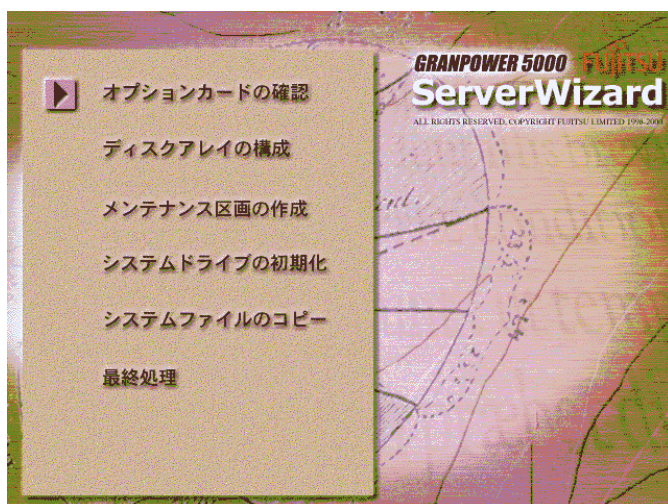 オプションカードの確認
ディスクアレイの構成
メンテナンス区画の作成
システムドライブの初期化
システムファイルのコピー
最終処理
GRANPOWER 5000 FUJITSU
ServerWizard
ALL RIGHTS RESERVED, COPYRIGHT FUJITSU LIMITED 1996-2000